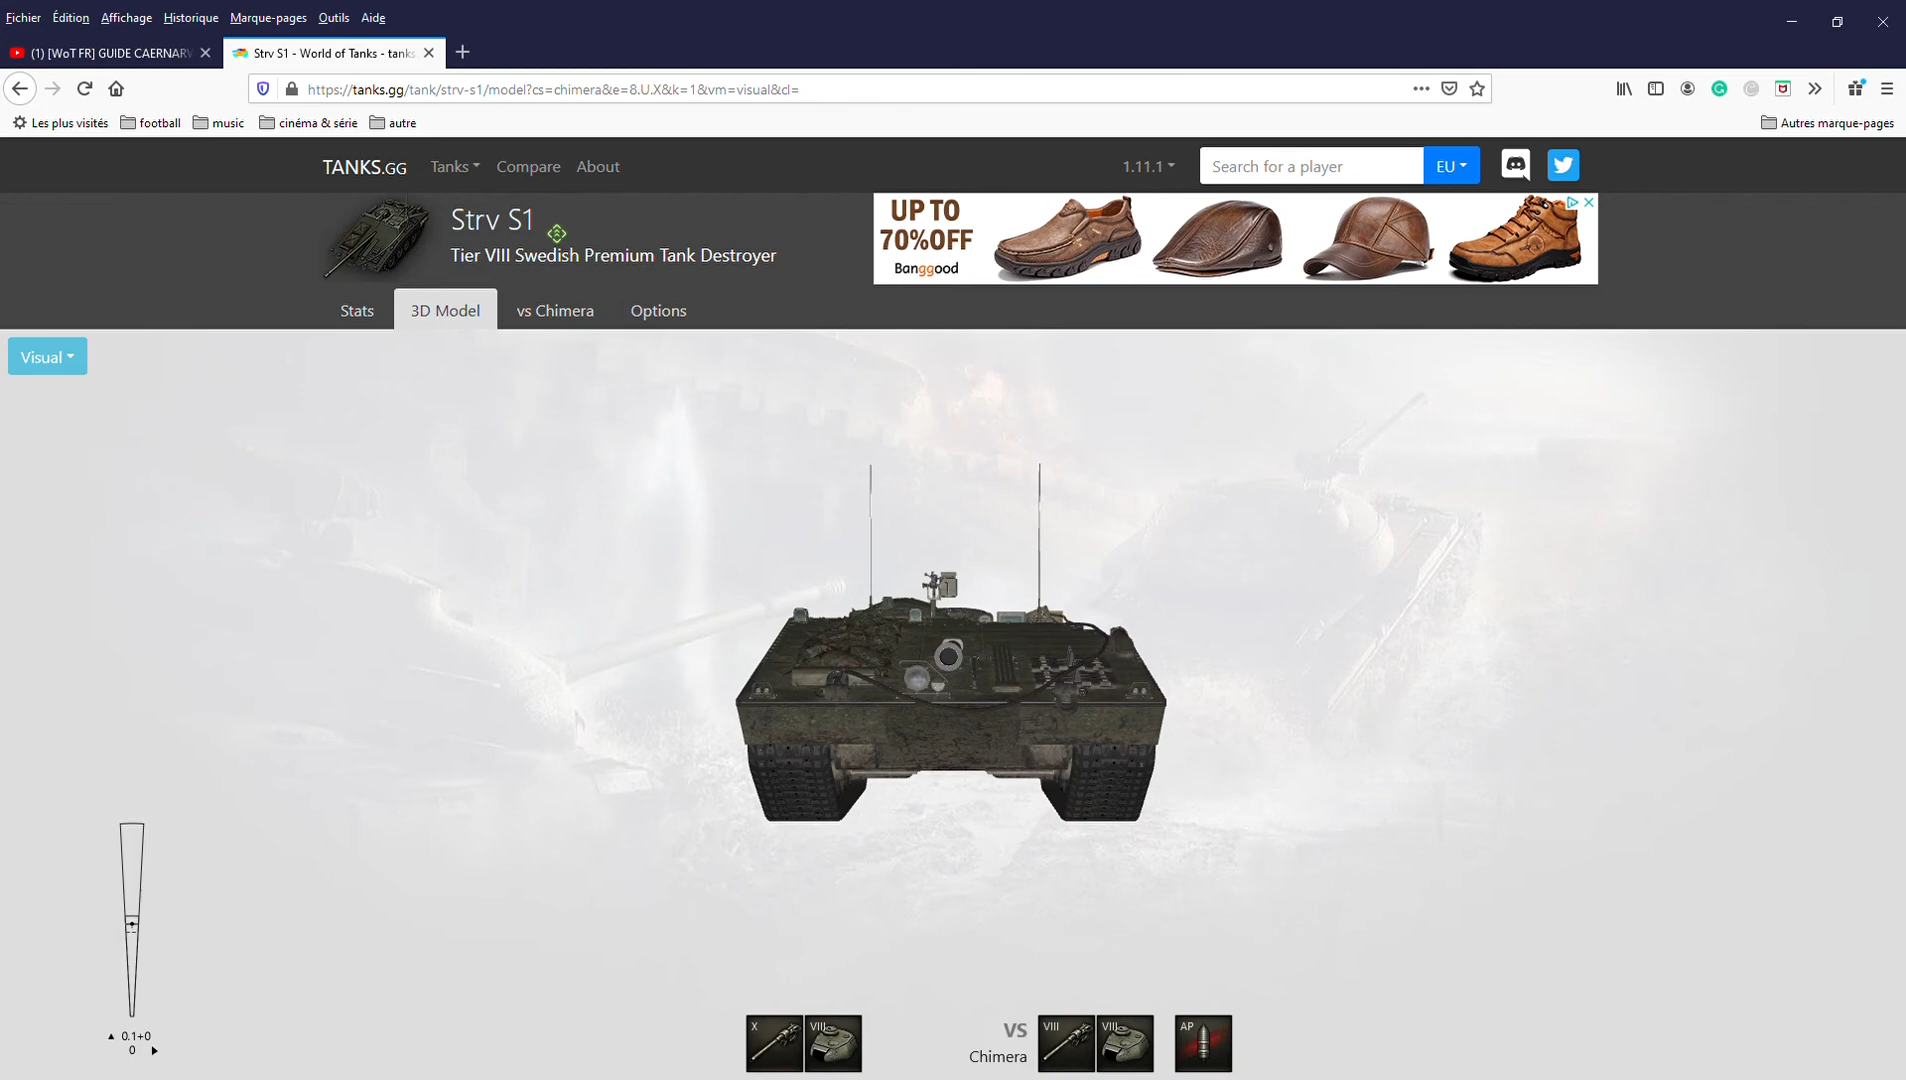 Fichier Édition Affichage Historique Marque-pages Outils Aide
(1) [WoT FR] GUIDE CAERNARV
Strv S1 - World of Tanks - tanks
https://tanks.gg/tank/strv-s1/model?cs=chimera&e=8.U.X&k=1&vm=visual&cl=
Les plus visités football music cinéma & série autre Autres marque-pages
TANKS.GG Tanks Compare About 1.11.1 Search for a player EU
Strv S1
Tier VIII Swedish Premium Tank Destroyer
UP TO
70%OFF
Banggood
Stats 3D Model vs Chimera Options
Visual
0.1+0
0
X VIII VS VIII VIII AP
Chimera